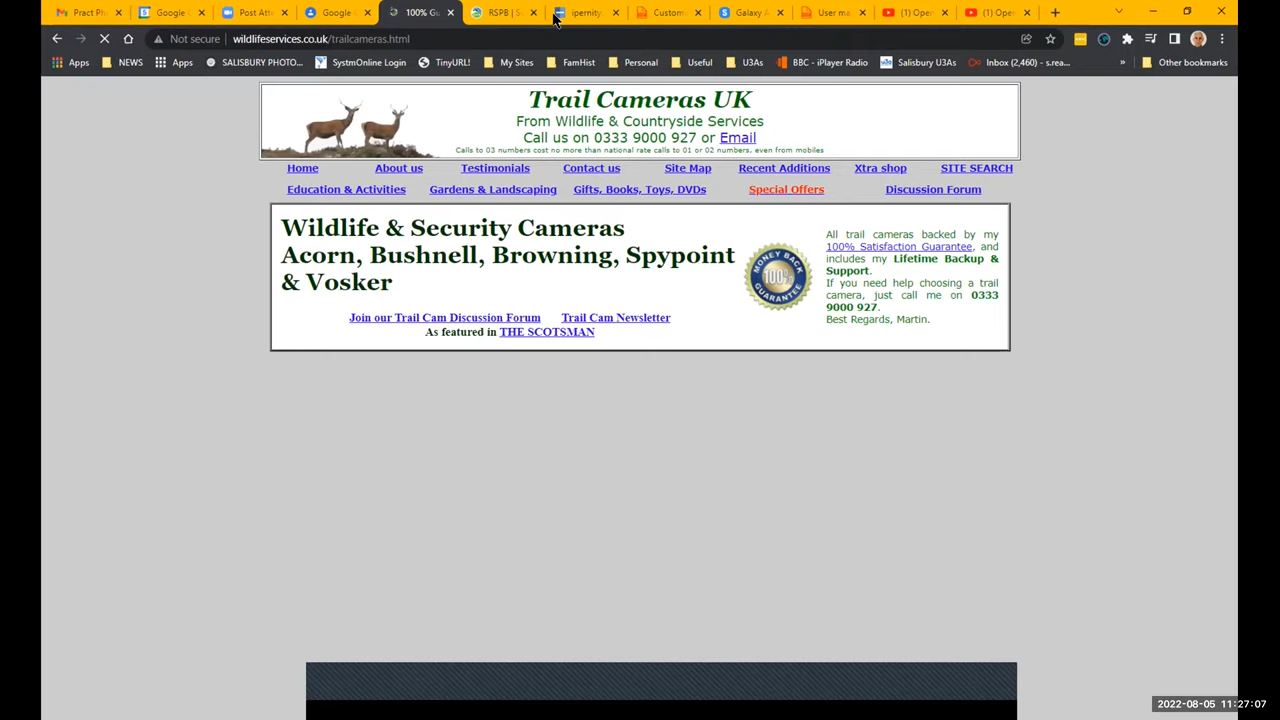 Pract Ph
Google
Post Att
Google
100% Gu
RSPB | S
ipernity
Custom
Galaxy A
User ma
(1) Open
(1) Open
Not secure wildlifeservices.co.uk/trailcameras.html
Apps NEWS Apps SALISBURY PHOTO... SystmOnline Login TinyURL! My Sites FamHist Personal Useful U3As BBC - iPlayer Radio Salisbury U3As Inbox (2,460) - s.rea... » Other bookmarks
Trail Cameras UK
From Wildlife & Countryside Services
Call us on 0333 9000 927 or Email
Calls to 03 numbers cost no more than national rate calls to 01 or 02 numbers, even from mobiles
Home About us Testimonials Contact us Site Map Recent Additions Xtra shop SITE SEARCH
Education & Activities Gardens & Landscaping Gifts, Books, Toys, DVDs Special Offers Discussion Forum
Wildlife & Security Cameras
Acorn, Bushnell, Browning, Spypoint
& Vosker
Join our Trail Cam Discussion Forum Trail Cam Newsletter
As featured in THE SCOTSMAN
MONEY BACK
100%
GUARANTEE
All trail cameras backed by my
100% Satisfaction Guarantee, and
includes my Lifetime Backup &
Support.
If you need help choosing a trail
camera, just call me on 0333
9000 927.
Best Regards, Martin.
2022-08-05 11:27:07